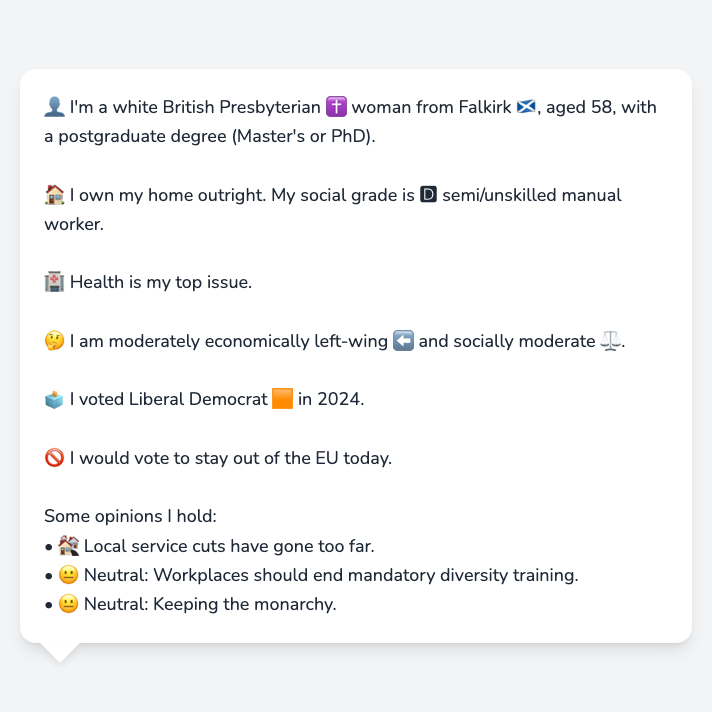 👤 I'm a white British Presbyterian ✝️ woman from Falkirk 🏴󠁧󠁢󠁳󠁣󠁴󠁿, aged 58, with
a postgraduate degree (Master's or PhD).
🏠 I own my home outright. My social grade is 🅳 semi/unskilled manual
worker.
🏥 Health is my top issue.
🤔 I am moderately economically left-wing ⬅️ and socially moderate ⚖️.
🗳️ I voted Liberal Democrat 🟧 in 2024.
🚫 I would vote to stay out of the EU today.
Some opinions I hold:
• 🏚️ Local service cuts have gone too far.
• 😐 Neutral: Workplaces should end mandatory diversity training.
• 😐 Neutral: Keeping the monarchy.